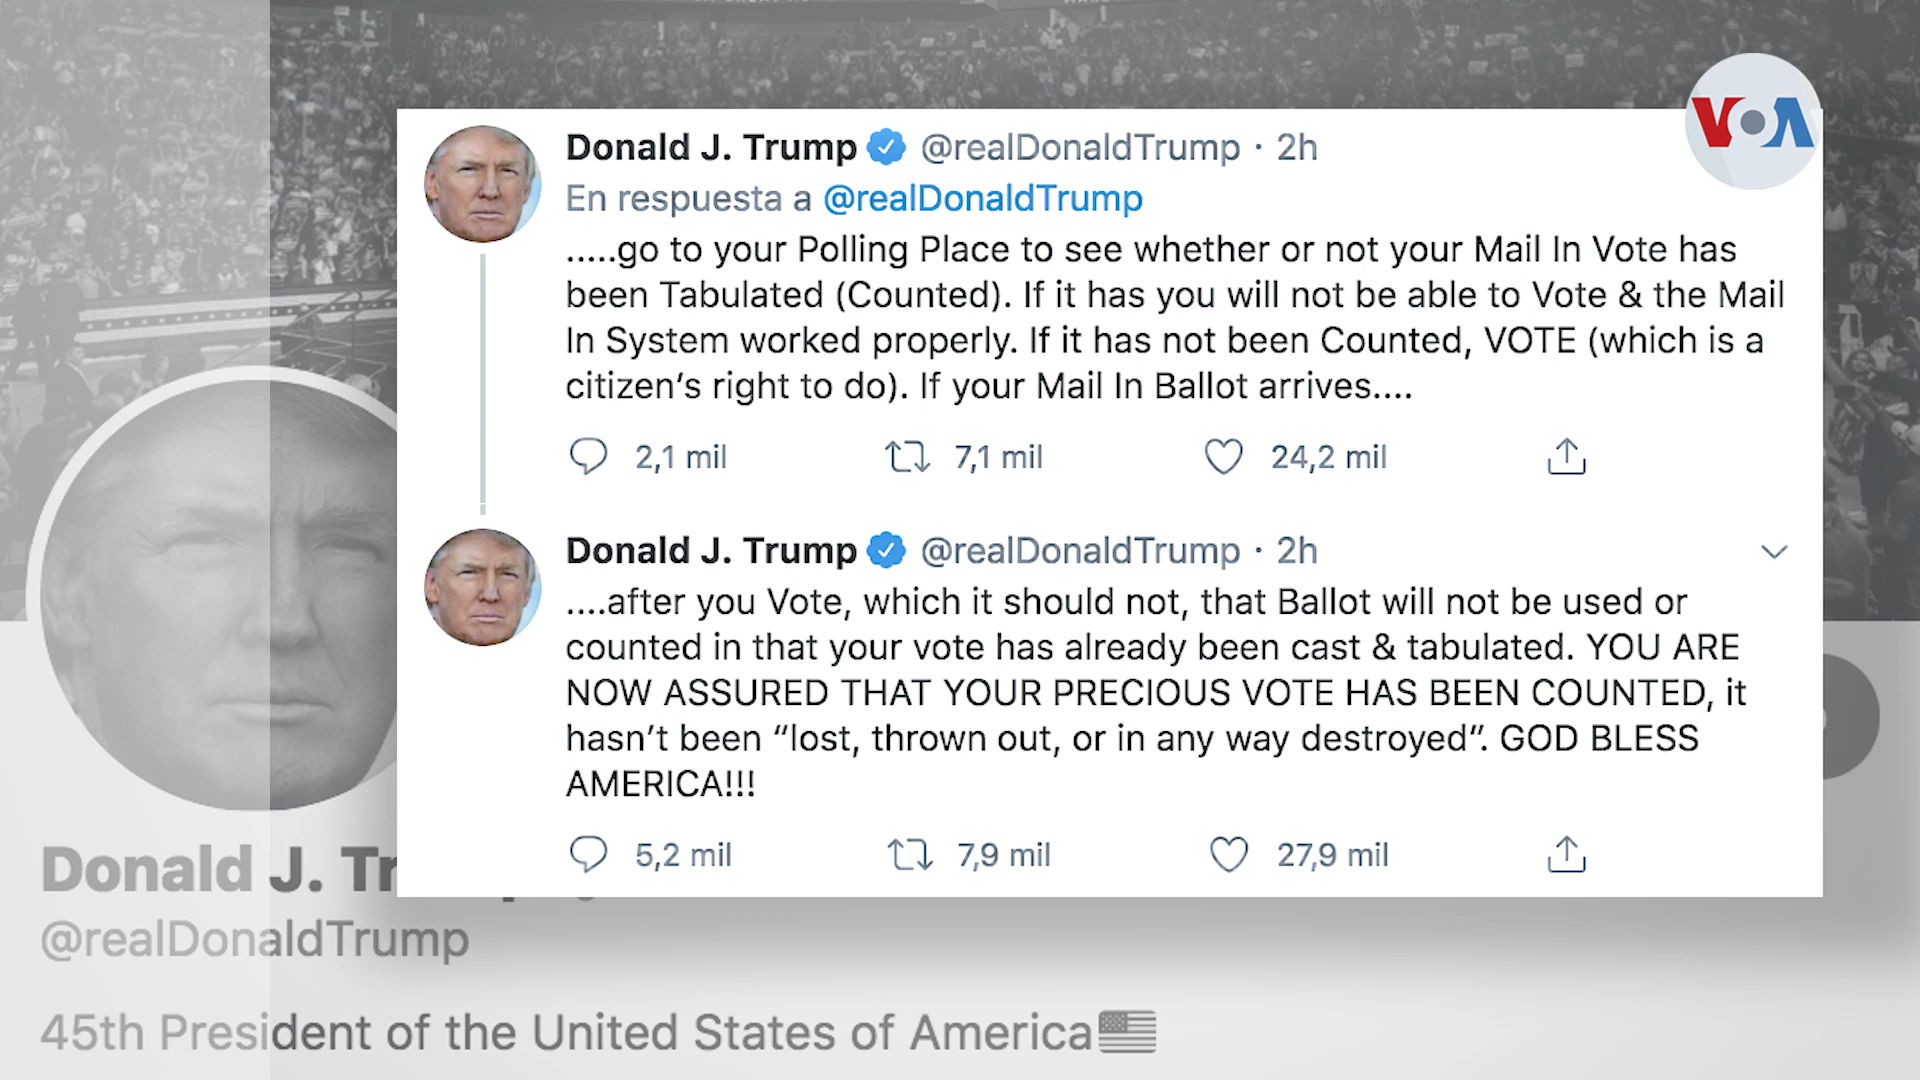 VOA
Donald J. Trump @realDonaldTrump · 2h
En respuesta a @realDonaldTrump
.....go to your Polling Place to see whether or not your Mail In Vote has
been Tabulated (Counted). If it has you will not be able to Vote & the Mail
In System worked properly. If it has not been Counted, VOTE (which is a
citizen’s right to do). If your Mail In Ballot arrives....
2,1 mil 7,1 mil 24,2 mil
Donald J. Trump @realDonaldTrump · 2h
....after you Vote, which it should not, that Ballot will not be used or
counted in that your vote has already been cast & tabulated. YOU ARE
NOW ASSURED THAT YOUR PRECIOUS VOTE HAS BEEN COUNTED, it
hasn’t been “lost, thrown out, or in any way destroyed”. GOD BLESS
AMERICA!!!
5,2 mil 7,9 mil 27,9 mil
Donald J. Tr
@realDonaldTrump
45th President of the United States of America